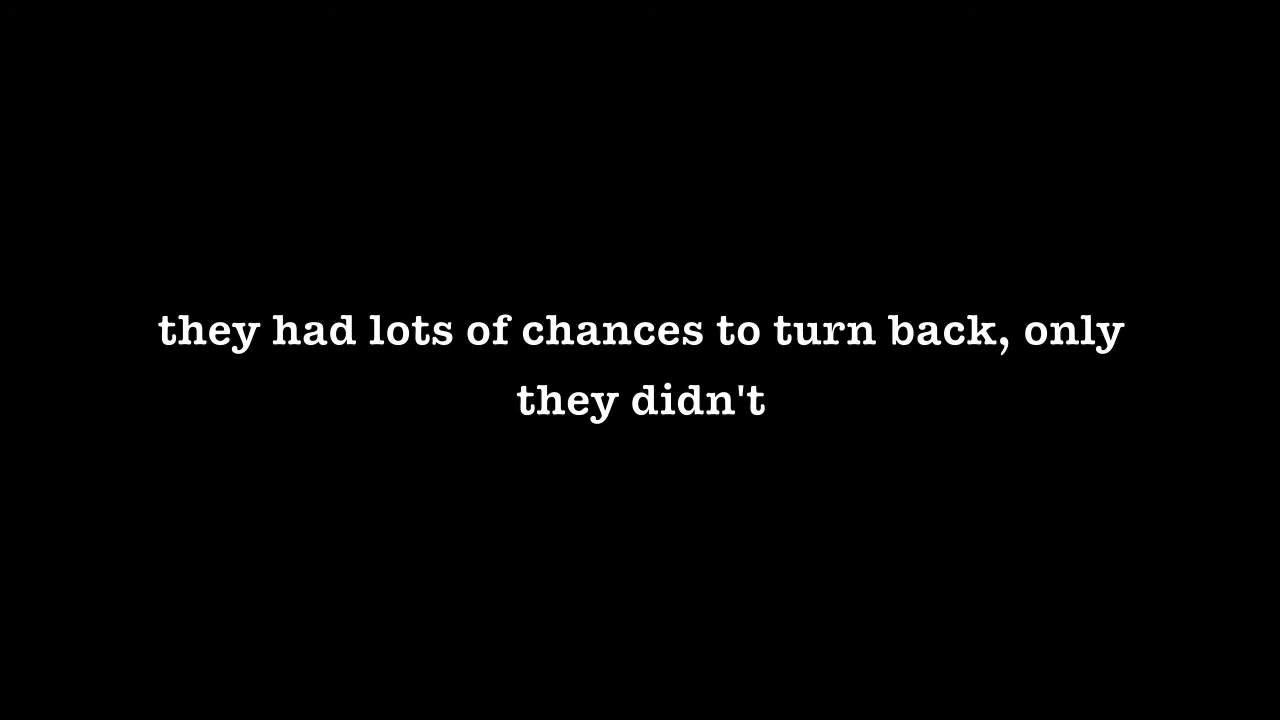 they had lots of chances to turn back, only
they didn't